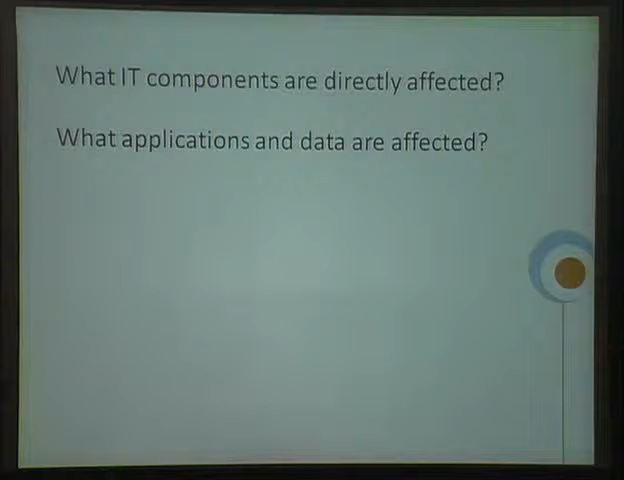 What IT components are directly affected?
What applications and data are affected?